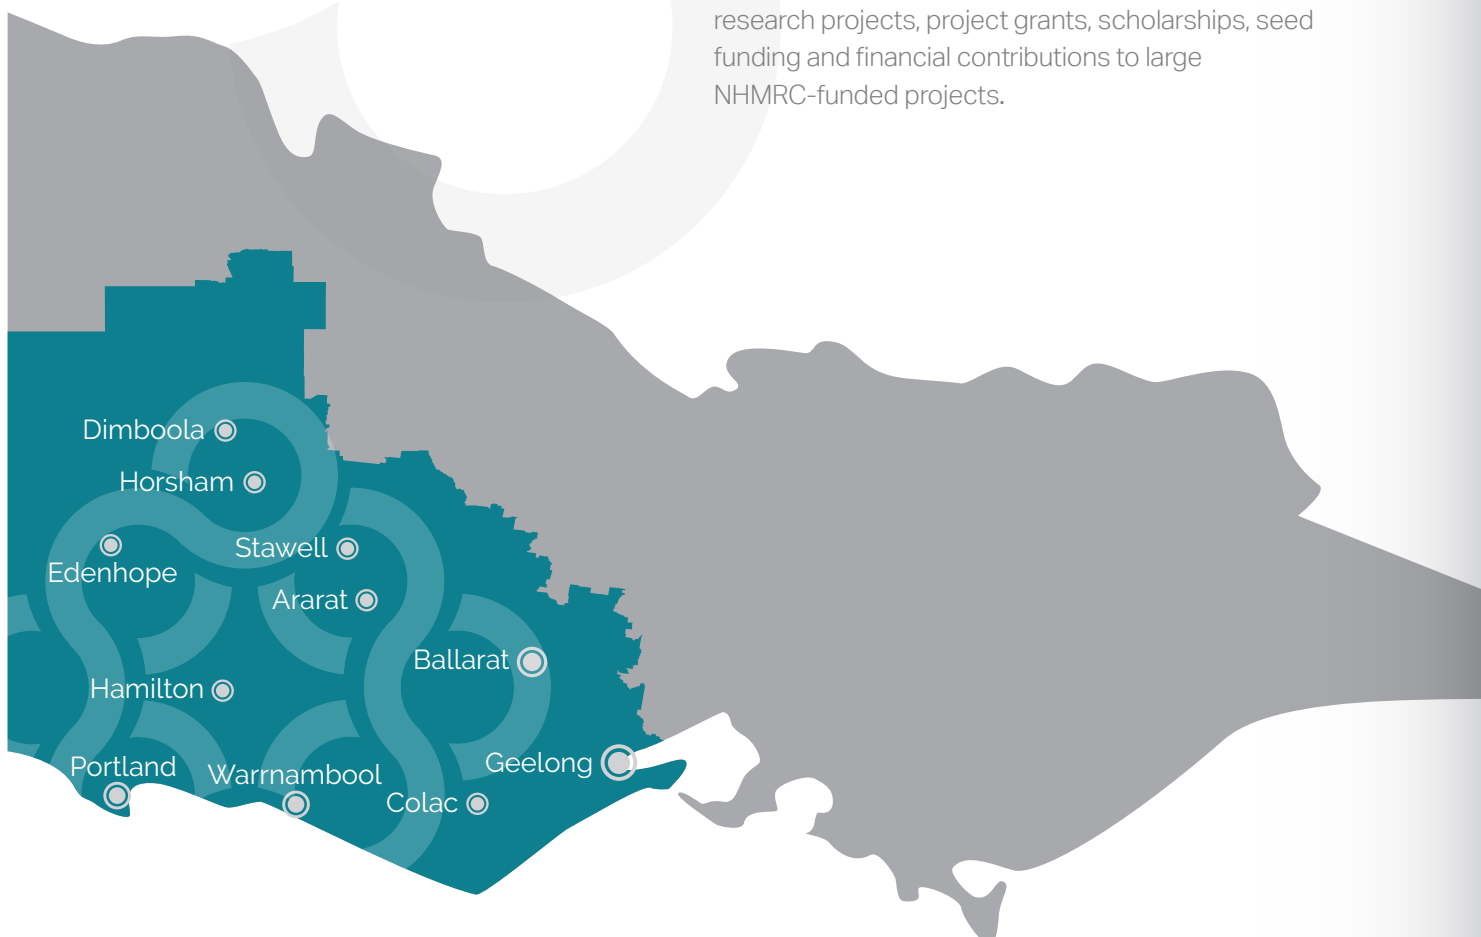 research projects, project grants, scholarships, seed
funding and financial contributions to large
NHMRC-funded projects.
Dimboola
Horsham
Stawell
Edenhope
Ararat
Ballarat
Hamilton
Geelong
Portland
Warrnambool
Colac